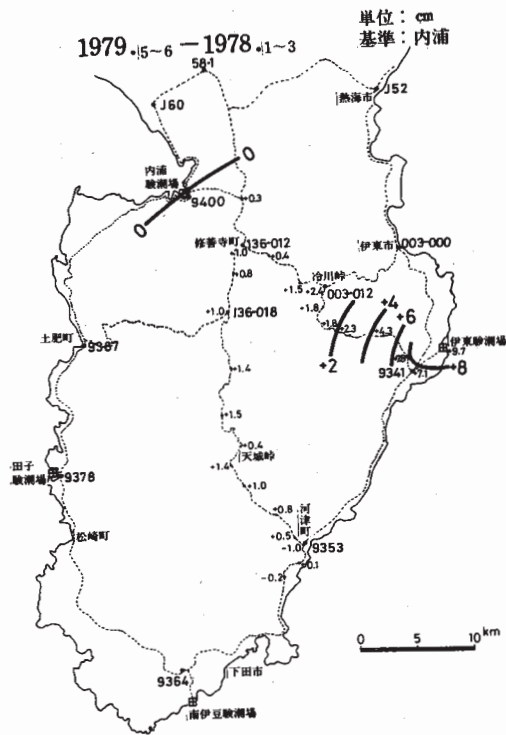 単位：cm
基準：内浦
1979.5~6 — 1978.1~3
58-1
J60
J52
熱海市
内浦
験潮場
0
9400
0
+0.3
修善寺町
136-012
+1.0
+0.4
+0.8
伊東市
003-000
冷川峠
+1.5
+2.4
003-012
+1.8
+1.8
+2.3
+4
+6
+4.3
伊東験潮場
+9.7
+2
9341
+7.1
+8
+1.0
J36-018
土肥町
9387
+1.4
+1.5
+0.4
天城峠
+1.4
+1.0
田子
験潮場
9378
+0.8
河津町
+0.5
-1.0
9353
+0.1
-0.2
松崎町
9364
下田市
南伊豆験潮場
0 5 10 km